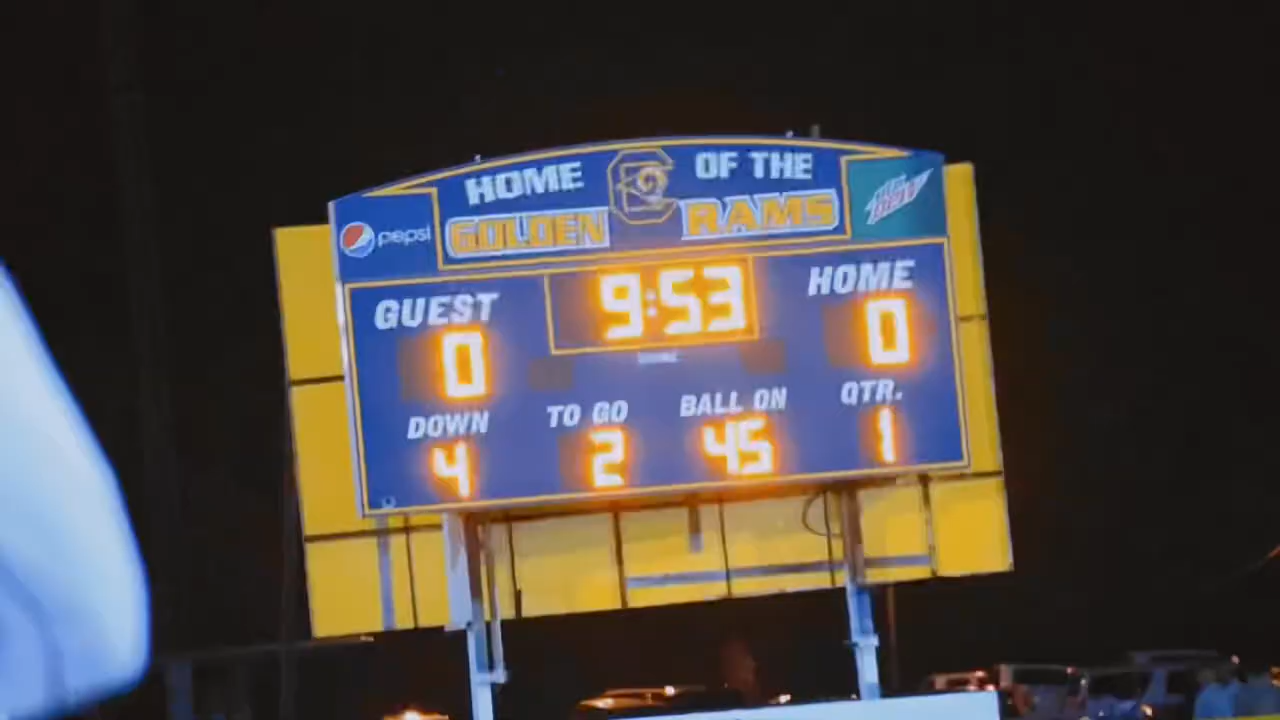 HOME OF THE
GOLDEN RAMS
pepsi
Mtn Dew
9:53
GUEST HOME
0 0
DOWN TO GO BALL ON QTR.
4 2 45 1